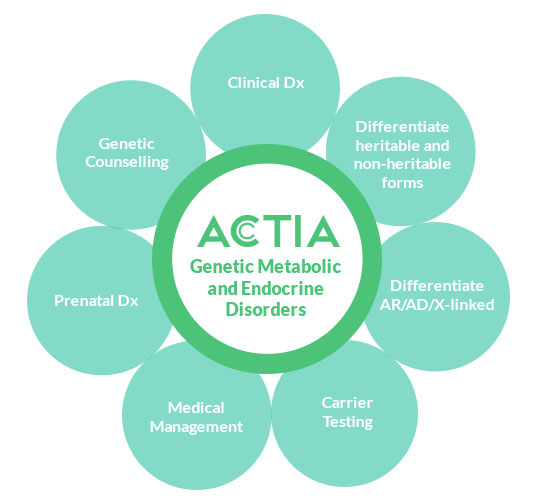 Clinical Dx
Differentiate
heritable and
non-heritable
forms
Differentiate
AR/AD/X-linked
Carrier
Testing
Medical
Management
Prenatal Dx
Genetic
Counselling
ACTIA
Genetic Metabolic
and Endocrine
Disorders